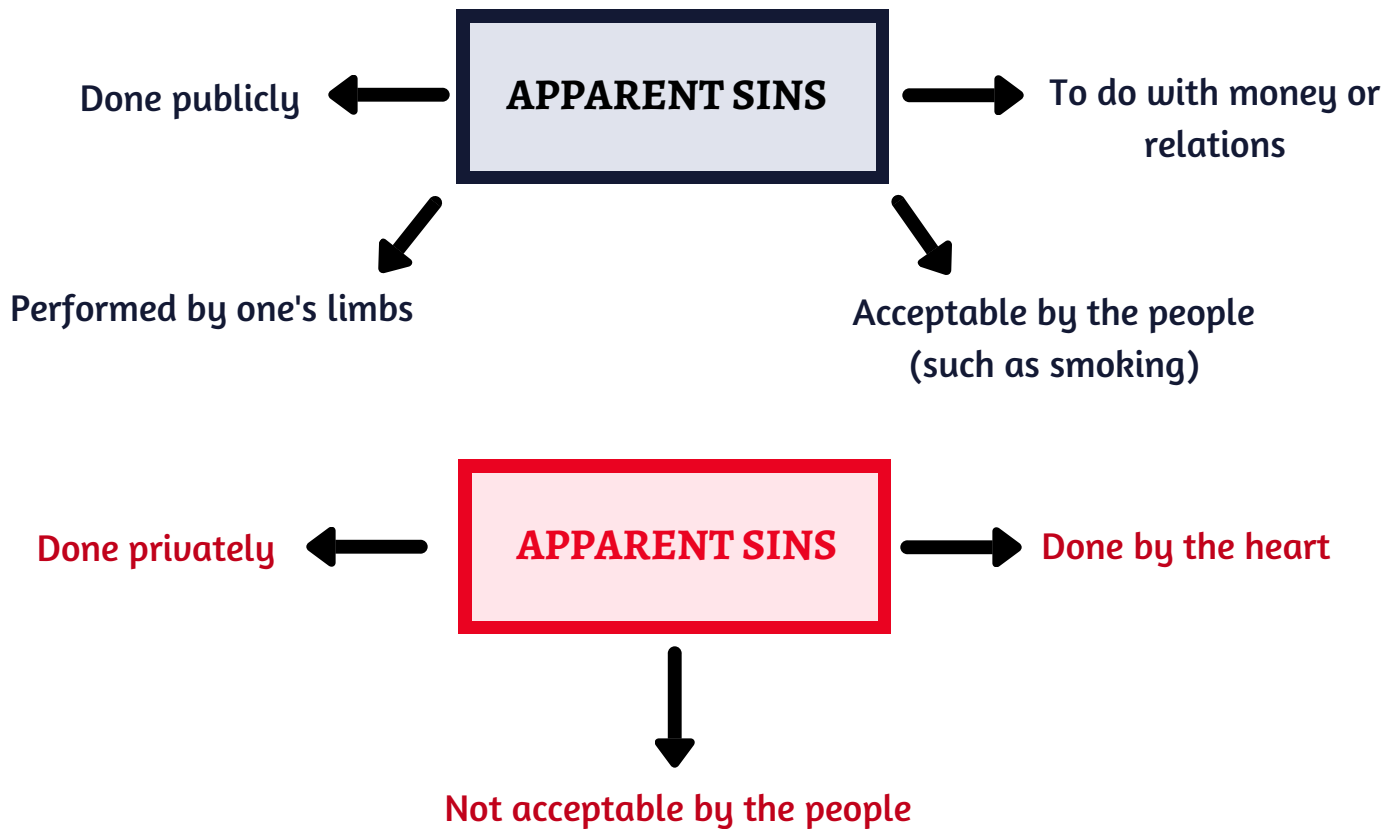 APPARENT SINS
Done publicly
To do with money or
relations
Performed by one's limbs
Acceptable by the people
(such as smoking)
APPARENT SINS
Done privately
Done by the heart
Not acceptable by the people